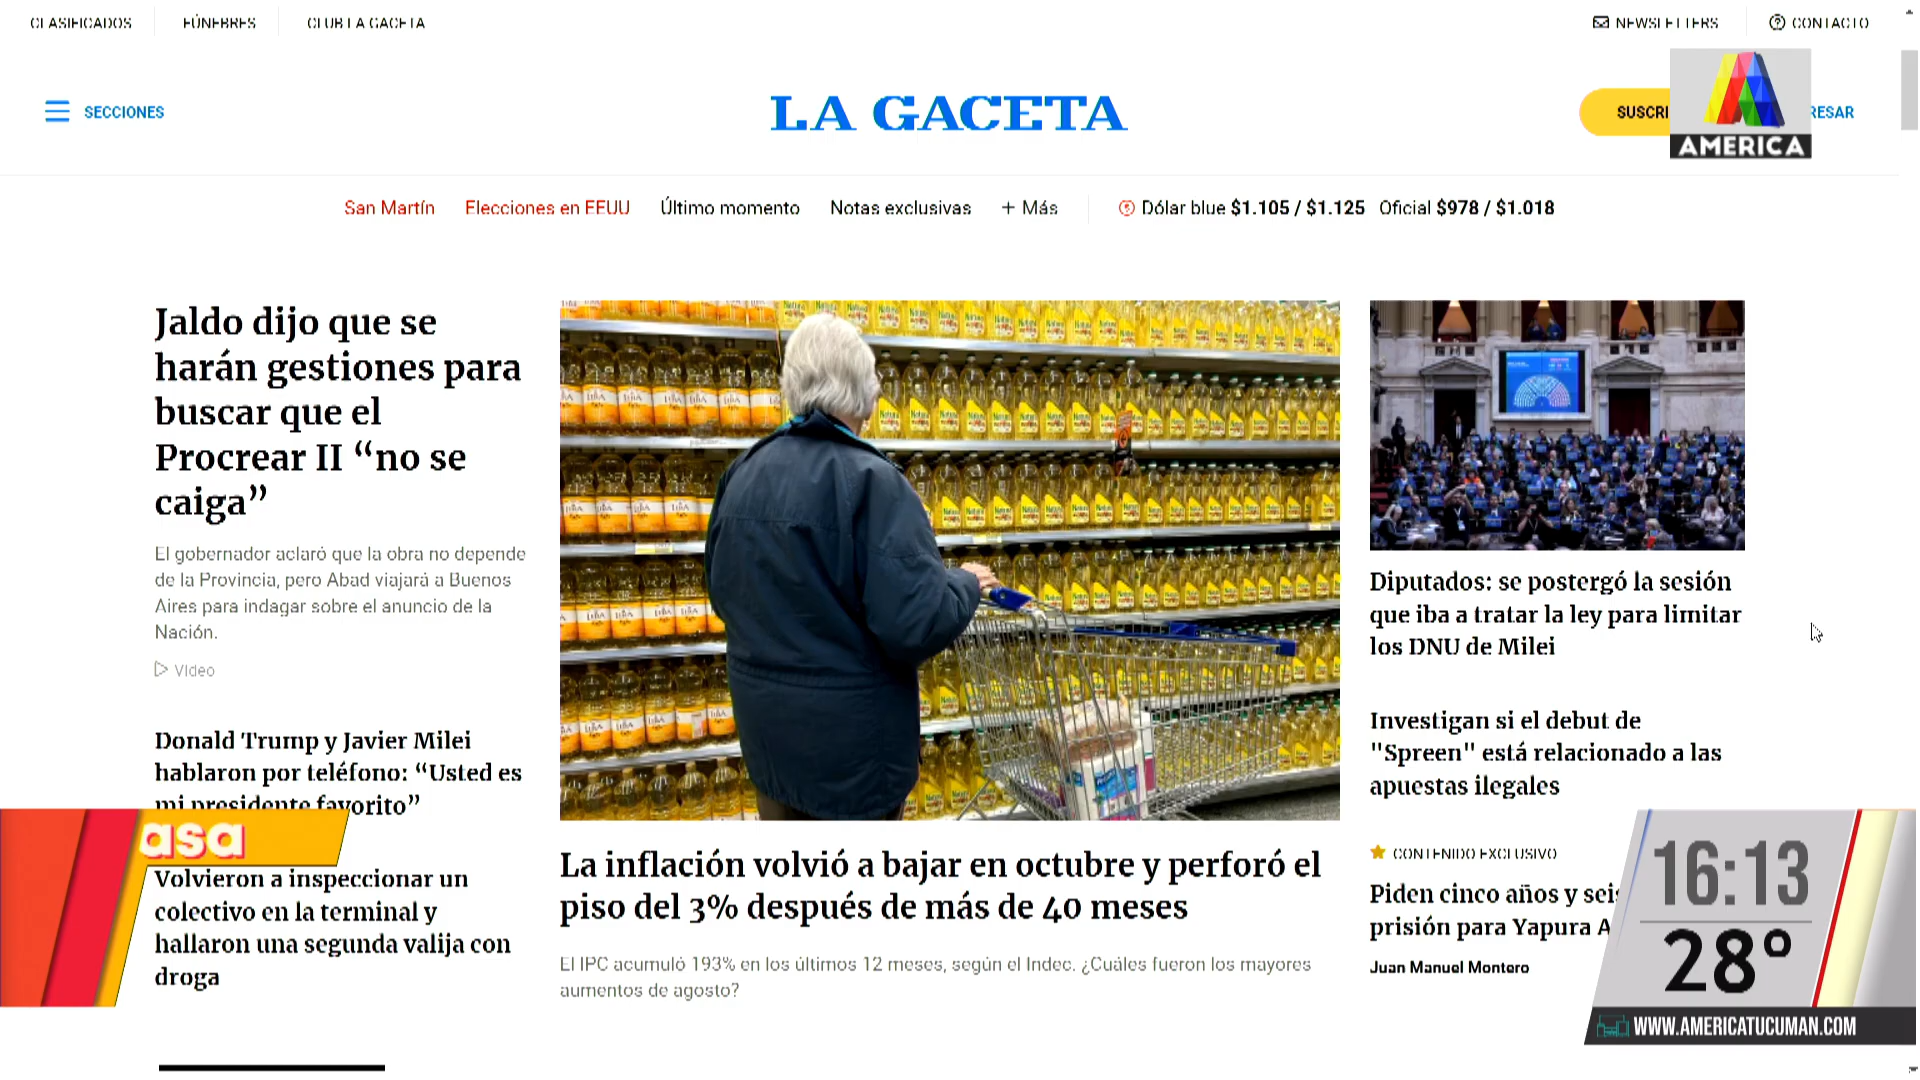 CLASIFICADOS
FÚNEBRES
CLUB LA GACETA
NEWSLETTERS
CONTACTO
SECCIONES
LA GACETA
SUSCRI
RESAR
AMERICA
San Martín
Elecciones en EEUU
Último momento
Notas exclusivas
+ Más
Dólar blue $1.105 / $1.125 Oficial $978 / $1.018
Jaldo dijo que se
harán gestiones para
buscar que el
Procrear II “no se
caiga”
El gobernador aclaró que la obra no depende
de la Provincia, pero Abad viajará a Buenos
Aires para indagar sobre el anuncio de la
Nación.
Video
Donald Trump y Javier Milei
hablaron por teléfono: “Usted es
mi presidente favorito”
asa
Volvieron a inspeccionar un
colectivo en la terminal y
hallaron una segunda valija con
droga
La inflación volvió a bajar en octubre y perforó el
piso del 3% después de más de 40 meses
El IPC acumuló 193% en los últimos 12 meses, según el Indec. ¿Cuáles fueron los mayores
aumentos de agosto?
Diputados: se postergó la sesión
que iba a tratar la ley para limitar
los DNU de Milei
Investigan si el debut de
"Spreen" está relacionado a las
apuestas ilegales
CONTENIDO EXCLUSIVO
Piden cinco años y seis
prisión para Yapura A
Juan Manuel Montero
16:13
28°
WWW.AMERICATUCUMAN.COM